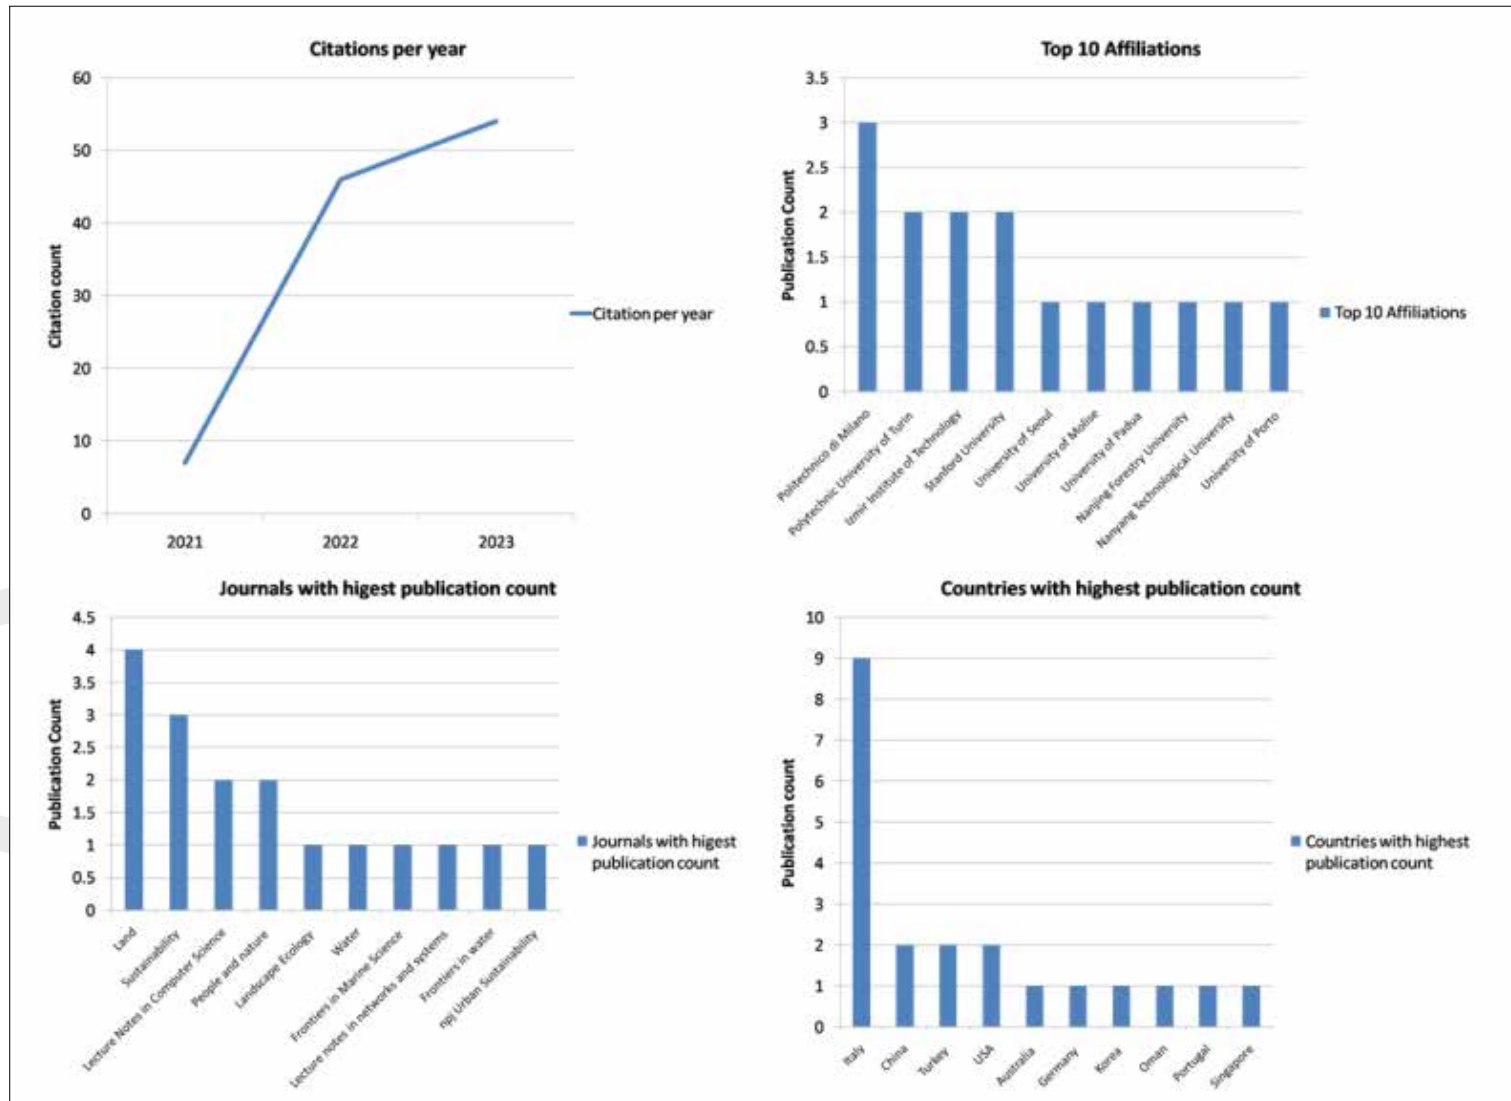 Citations per year
60
50
40
30
20
10
0
Citation count
2021
2022
2023
Citation per year
Top 10 Affiliations
3.5
3
2.5
2
1.5
1
0.5
0
Publication Count
Politechnico di Milano
Polytechnic University of Turin
Izmir Institute of Technology
Stanford University
University of Seoul
University of Molise
University of Padua
Nanjing Forestry University
Nanyang Technological University
University of Porto
Top 10 Affiliations
Journals with higest publication count
4.5
4
3.5
3
2.5
2
1.5
1
0.5
0
Publication Count
Land
Sustainability
Lecture Notes in Computer Science
People and nature
Landscape Ecology
Water
Frontiers in Marine Science
Lecture notes in networks and systems
Frontiers in water
npj Urban Sustainability
Journals with higest
publication count
Countries with highest publication count
10
9
8
7
6
5
4
3
2
1
0
Publication count
Italy
China
Turkey
USA
Australia
Germany
Korea
Oman
Portugal
Singapore
Countries with highest
publication count